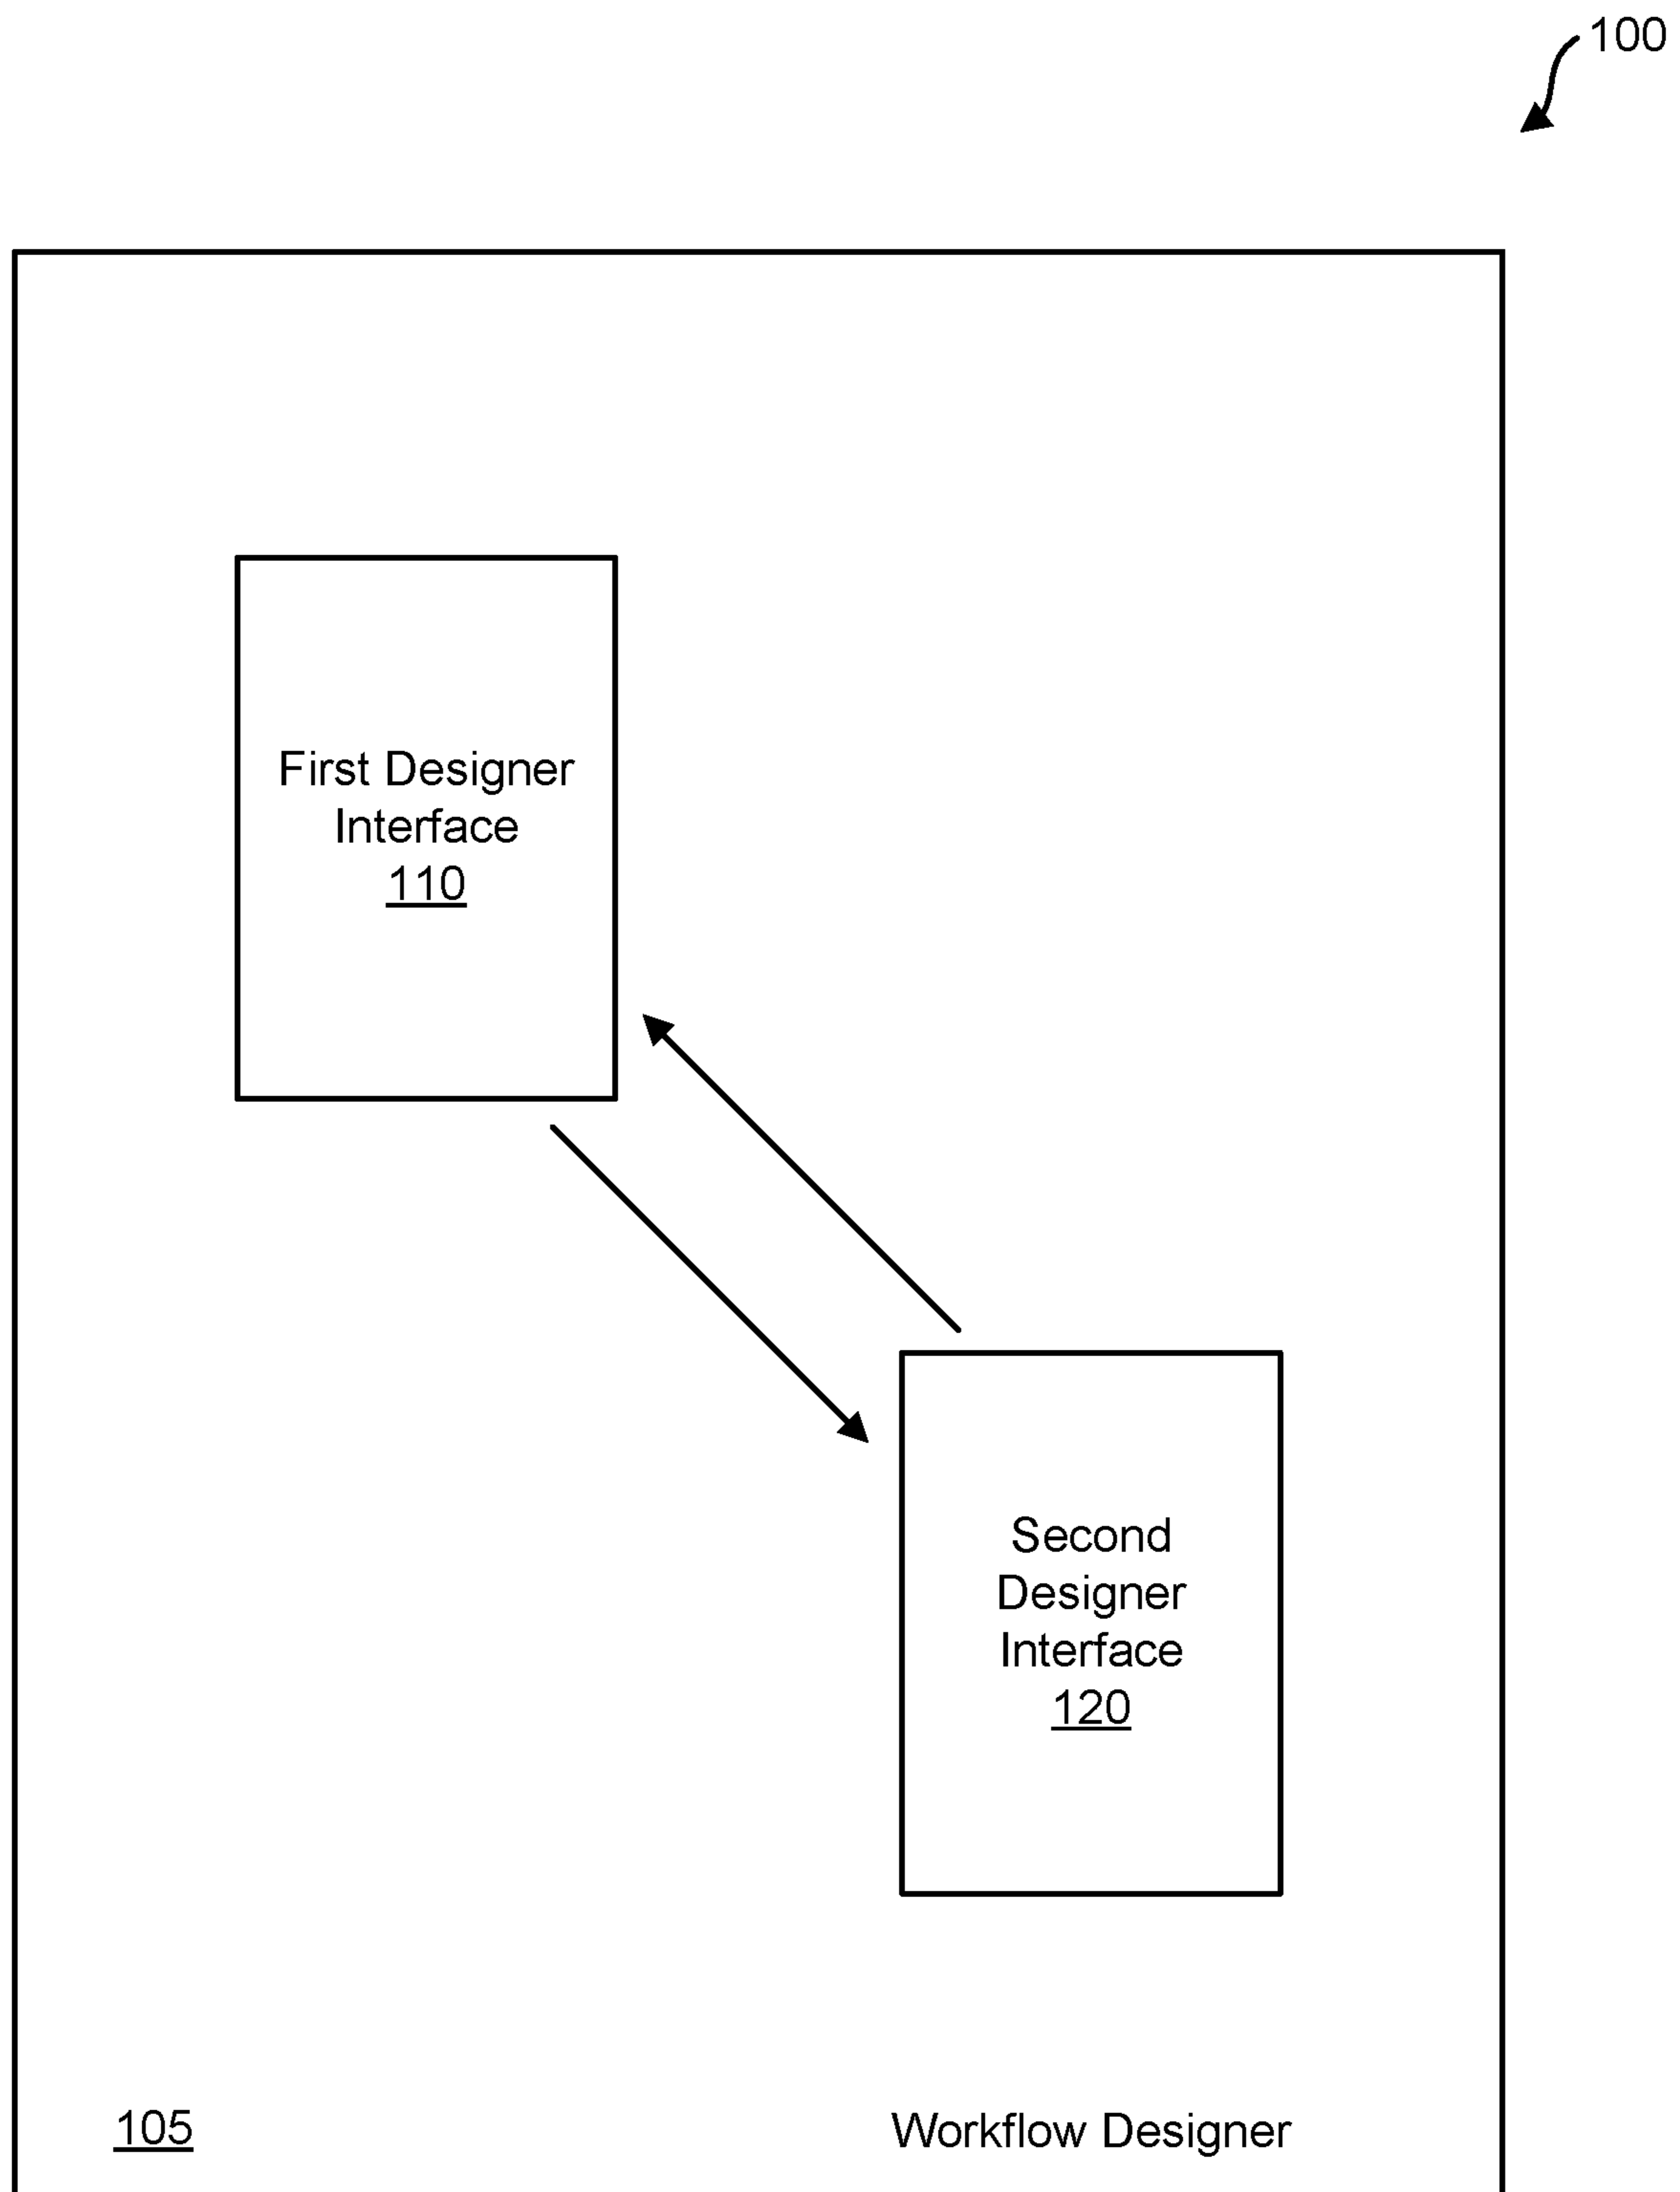 100
First Designer
Interface
110
Second
Designer
Interface
120
105
Workflow Designer